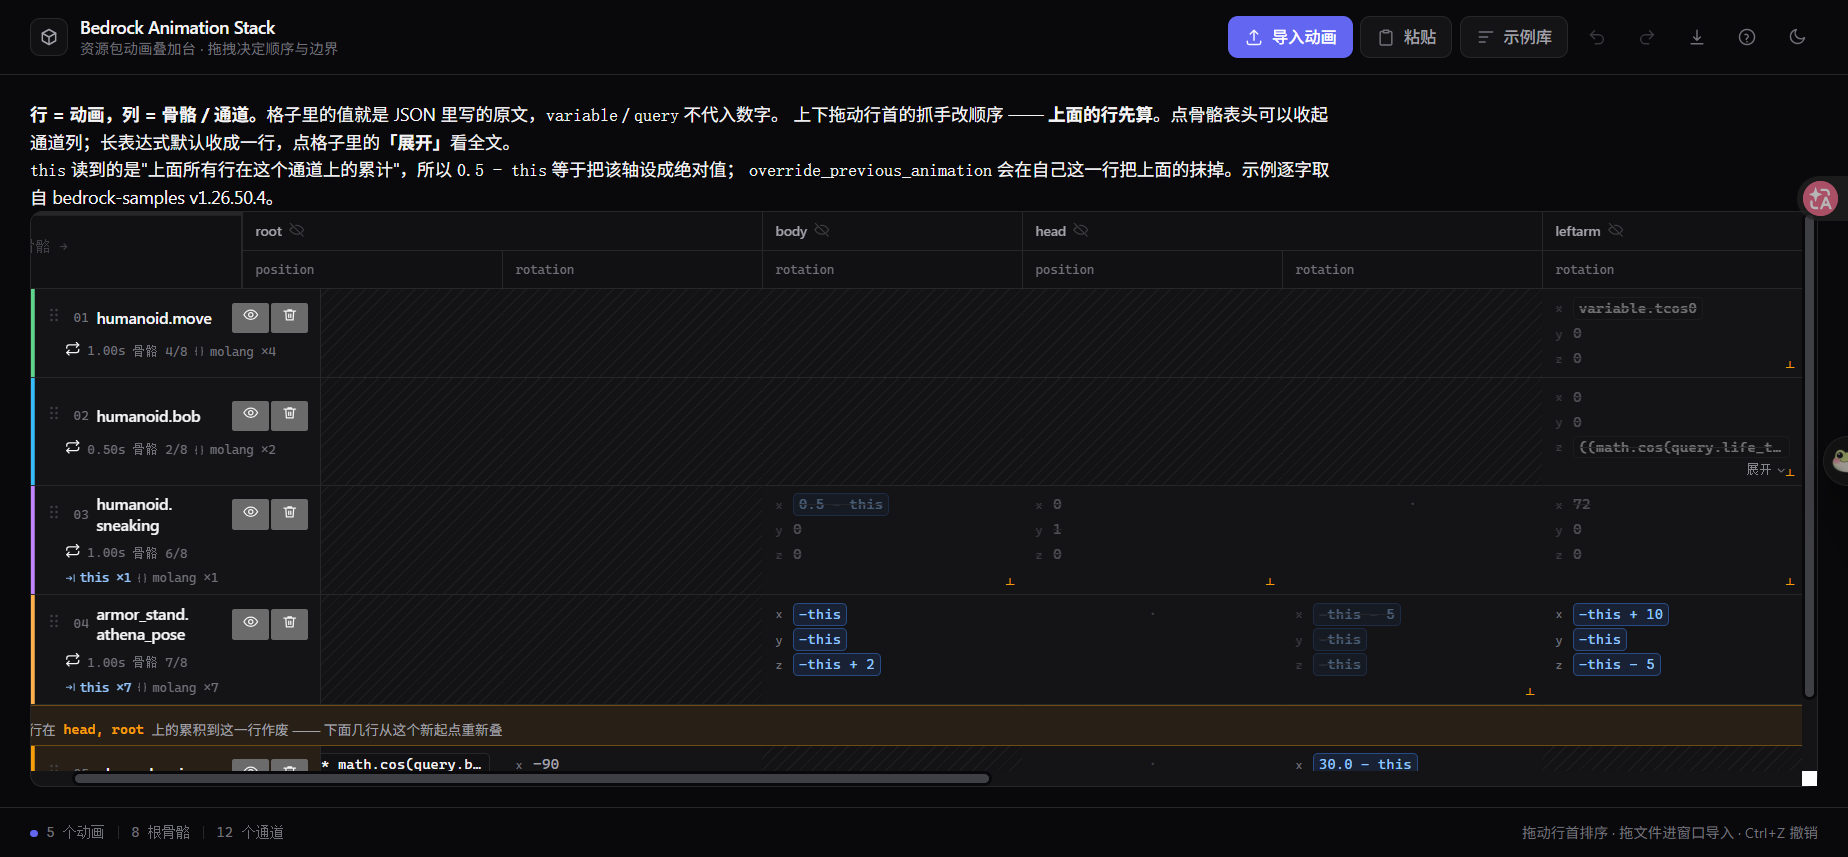 Bedrock Animation Stack
资源包动画叠加台 · 拖拽决定顺序与边界
导入动画
粘贴
示例库
行 = 动画，列 = 骨骼 / 通道。格子里的值就是 JSON 里写的原文，variable / query 不代入数字。 上下拖动行首的抓手改顺序 —— 上面的行先算。点骨骼表头可以收起
通道列；长表达式默认收成一行，点格子里的「展开」看全文。
this 读到的是"上面所有行在这个通道上的累计"，所以 0.5 - this 等于把该轴设成绝对值； override_previous_animation 会在自己这一行把上面的抹掉。示例逐字取
自 bedrock-samples v1.26.50.4。
骨骼 →
root
body
head
leftarm
position
rotation
rotation
position
rotation
rotation
01 humanoid.move
1.00s 骨骼 4/8 molang ×4
x variable.tcos0
y 0
z 0
02 humanoid.bob
0.50s 骨骼 2/8 molang ×2
x 0
y 0
z ((math.cos(query.life_t…
展开
03 humanoid.
sneaking
1.00s 骨骼 6/8
this ×1 molang ×1
x 0.5 - this
y 0
z 0
x 0
y 1
z 0
x 72
y 0
z 0
04 armor_stand.
athena_pose
1.00s 骨骼 7/8
this ×7 molang ×7
x -this
y -this
z -this + 2
x -this - 5
y -this
z -this
x -this + 10
y -this
z -this - 5
行在 head, root 上的累积到这一行作废 —— 下面几行从这个新起点重新叠
* math.cos(query.b…
x -90
x 30.0 - this
5 个动画
8 根骨骼
12 个通道
拖动行首排序 · 拖文件进窗口导入 · Ctrl+Z 撤销